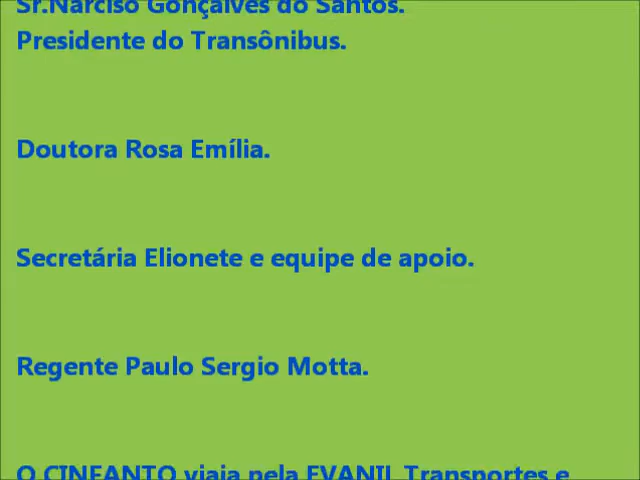 Sr.Narciso Gonçalves do Santos.
Presidente do Transônibus.
Doutora Rosa Emília.
Secretária Elionete e equipe de apoio.
Regente Paulo Sergio Motta.
O CINFANTO viaja pela EVANIL Transportes e